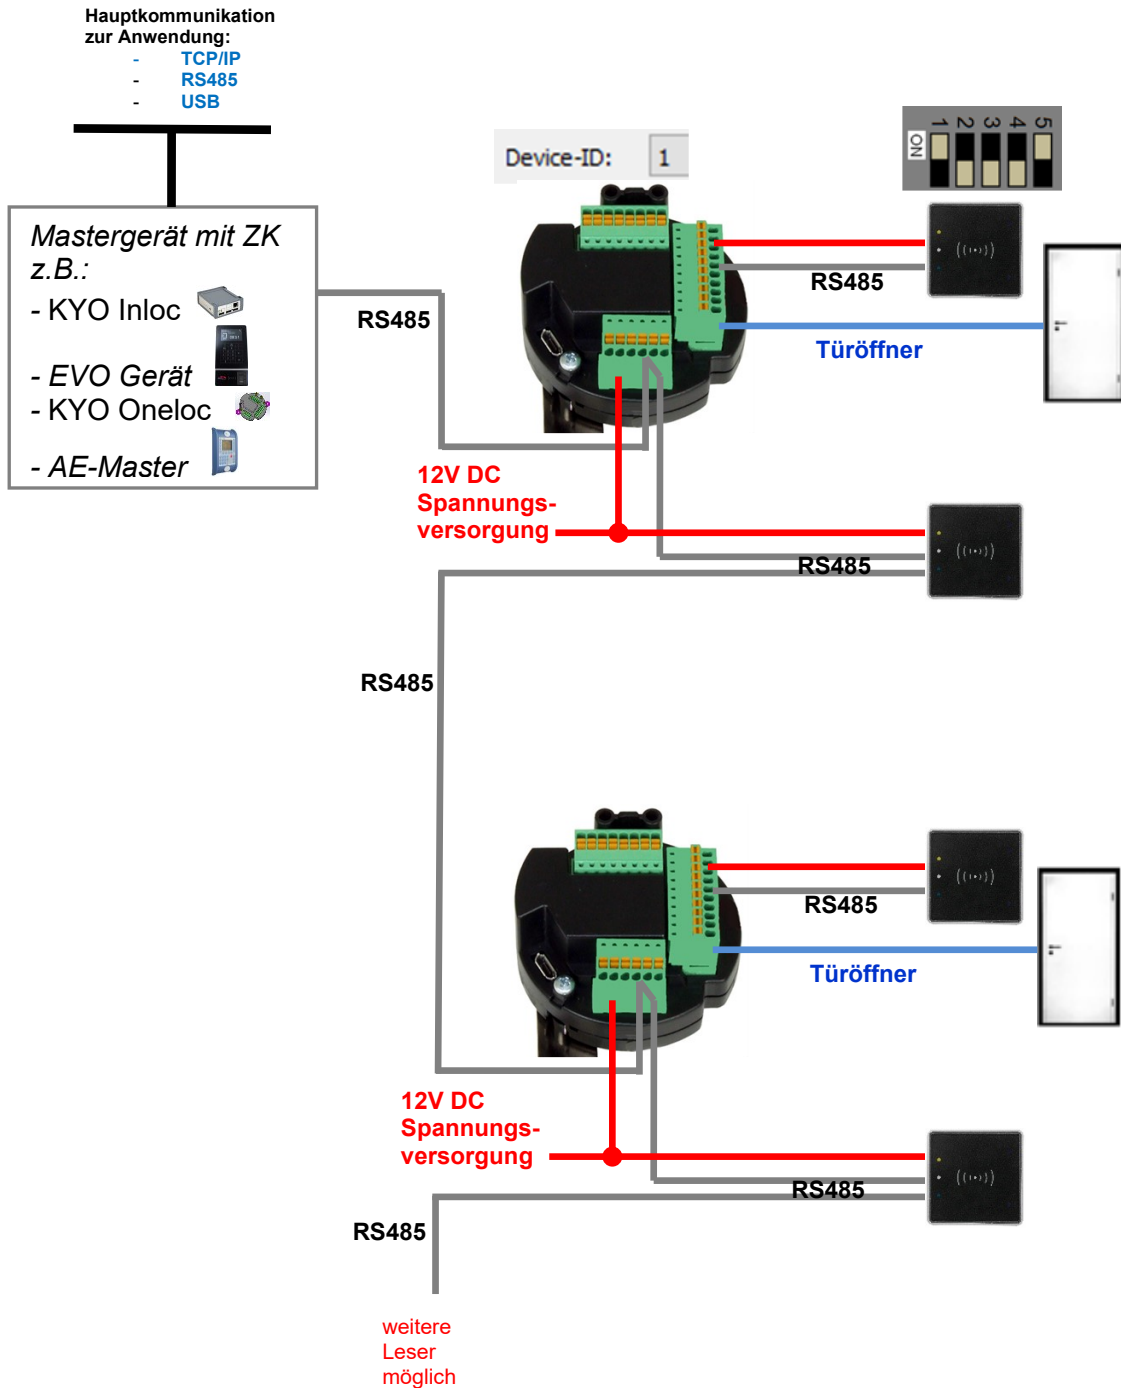 Hauptkommunikation
zur Anwendung:
- TCP/IP
- RS485
- USB
Device-ID: 1
ON
1 2 3 4 5
Mastergerät mit ZK
z.B.:
- KYO Inloc
- EVO Gerät
- KYO Oneloc
- AE-Master
RS485
RS485
Türöffner
12V DC
Spannungs-
versorgung
RS485
RS485
RS485
Türöffner
12V DC
Spannungs-
versorgung
RS485
RS485
weitere
Leser
möglich